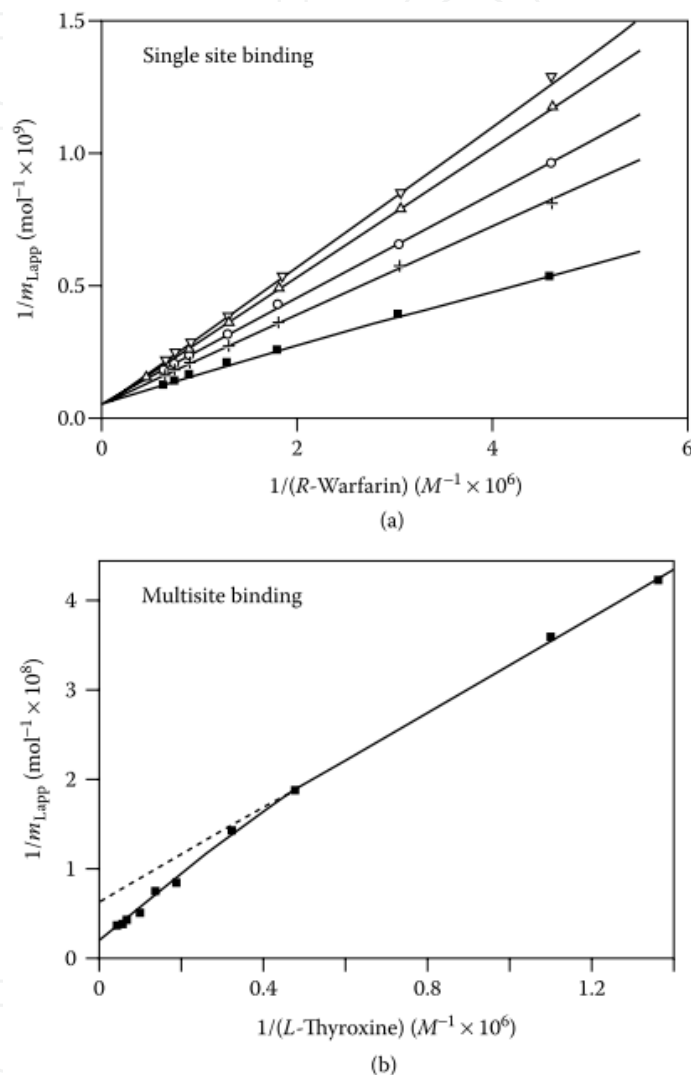 1.5
Single site binding
1.0
0.5
0.0
1/m_Lapp (mol⁻¹ × 10⁹)
0 2 4 6
1/(R-Warfarin) (M⁻¹ × 10⁶)
(a)
Multisite binding
4
3
2
1
0
1/m_Lapp (mol⁻¹ × 10⁸)
0 0.4 0.8 1.2
1/(L-Thyroxine) (M⁻¹ × 10⁶)
(b)